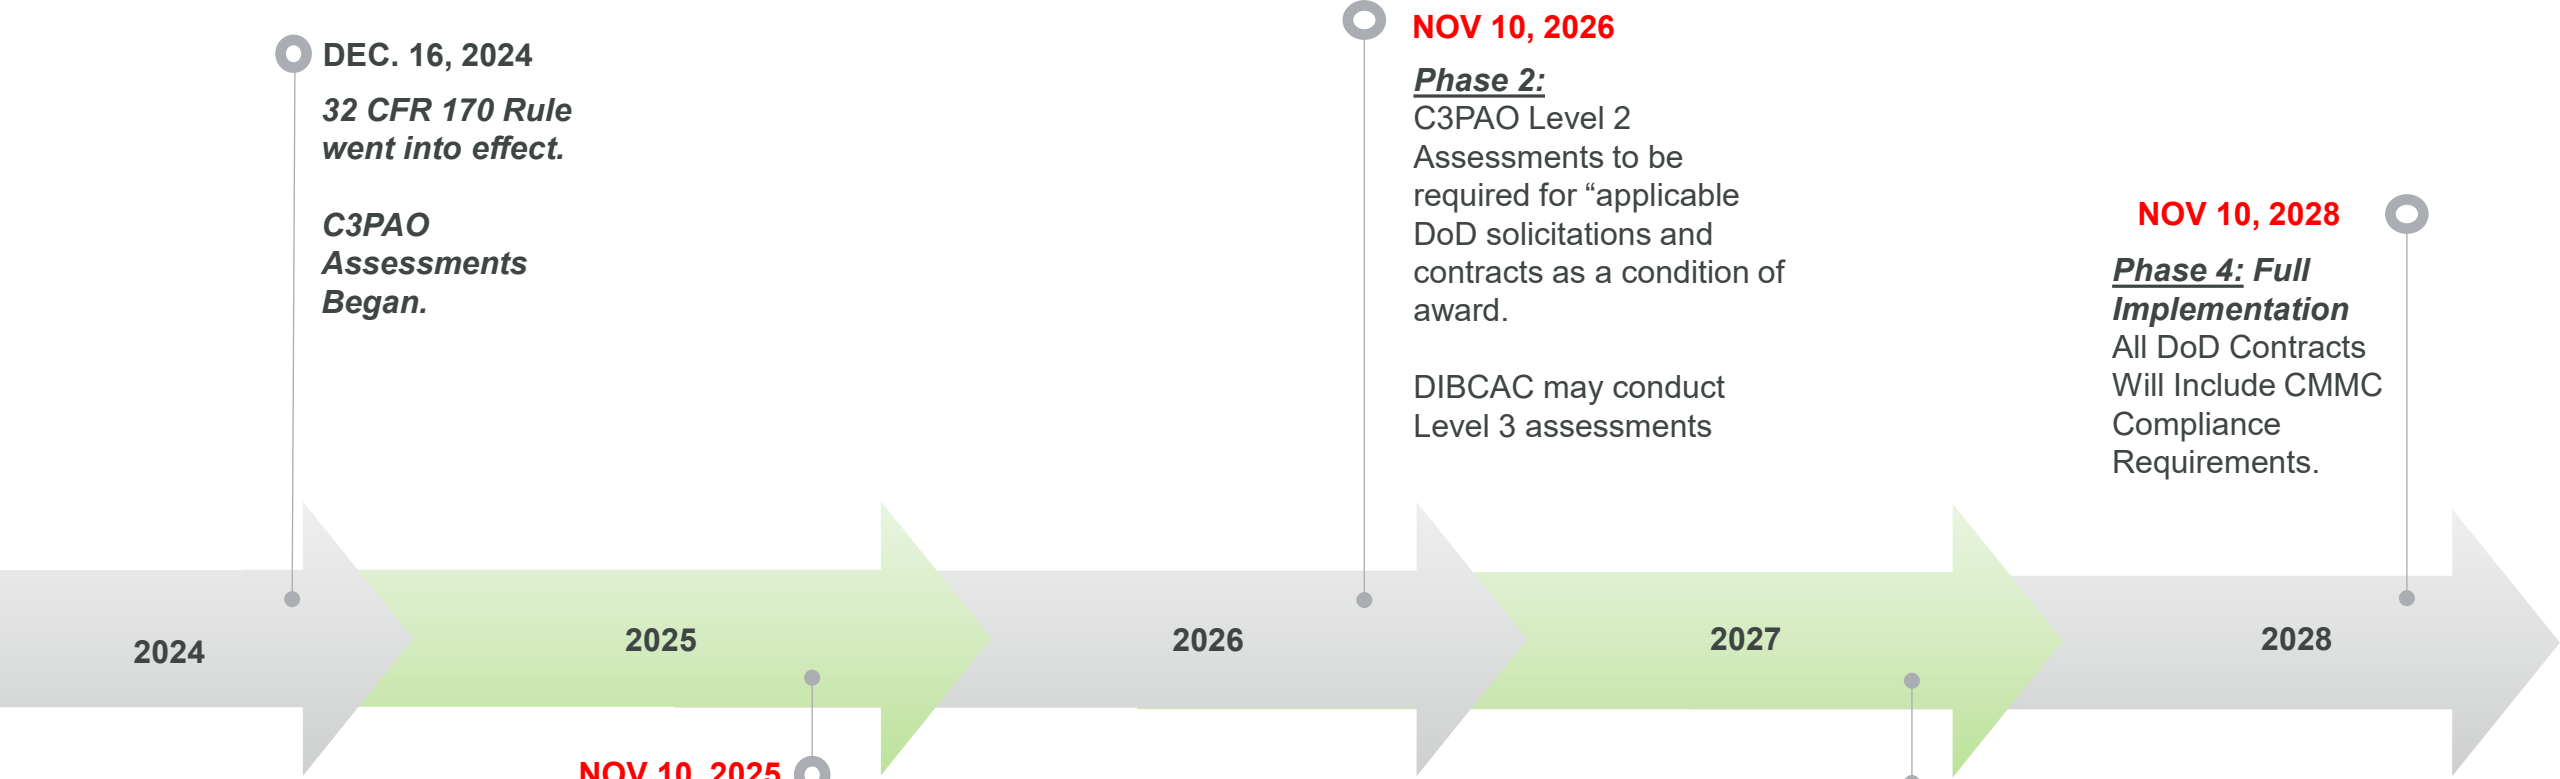 DEC. 16, 2024
32 CFR 170 Rule
went into effect.
C3PAO
Assessments
Began.
NOV 10, 2026
Phase 2:
C3PAO Level 2
Assessments to be
required for “applicable
DoD solicitations and
contracts as a condition of
award.
DIBCAC may conduct
Level 3 assessments
NOV 10, 2028
Phase 4: Full
Implementation
All DoD Contracts
Will Include CMMC
Compliance
Requirements.
2024
2025
2026
2027
2028
NOV 10, 2025